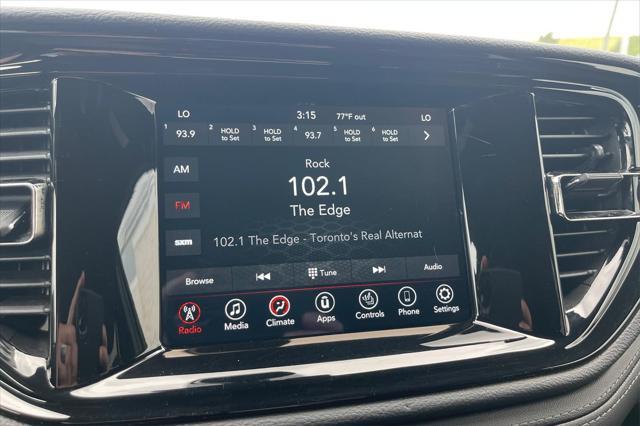 LO 3:15 77°F out LO
1 93.9 2 HOLD to Set 3 HOLD to Set 4 93.7 5 HOLD to Set 6 HOLD to Set
AM
FM
sxm
Rock
102.1
The Edge
102.1 The Edge - Toronto's Real Alternat
Browse Tune Audio
Radio Media Climate Apps Controls Phone Settings